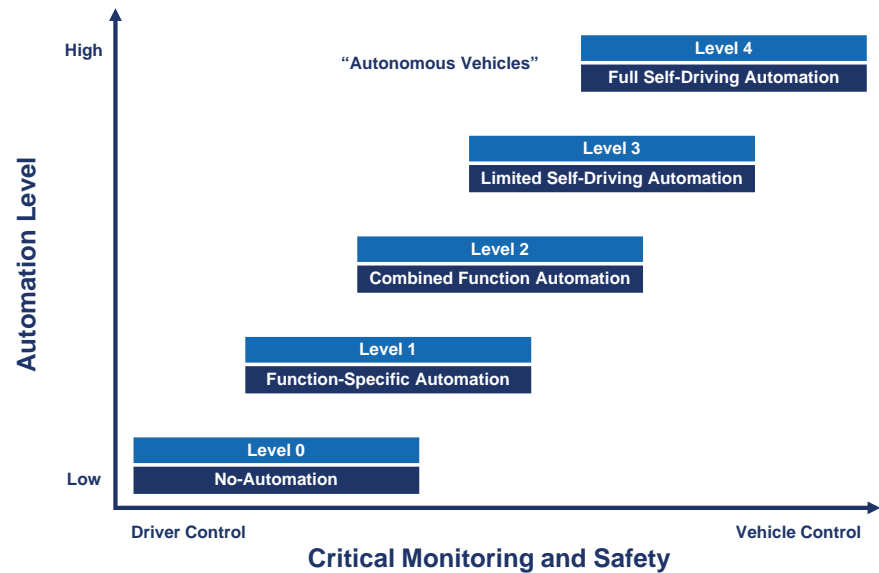 High
Level 4
“Autonomous Vehicles”
Full Self-Driving Automation
Level 3
Limited Self-Driving Automation
Automation Level
Level 2
Combined Function Automation
Level 1
Function-Specific Automation
Level 0
Low
No-Automation
Driver Control
Vehicle Control
Critical Monitoring and Safety